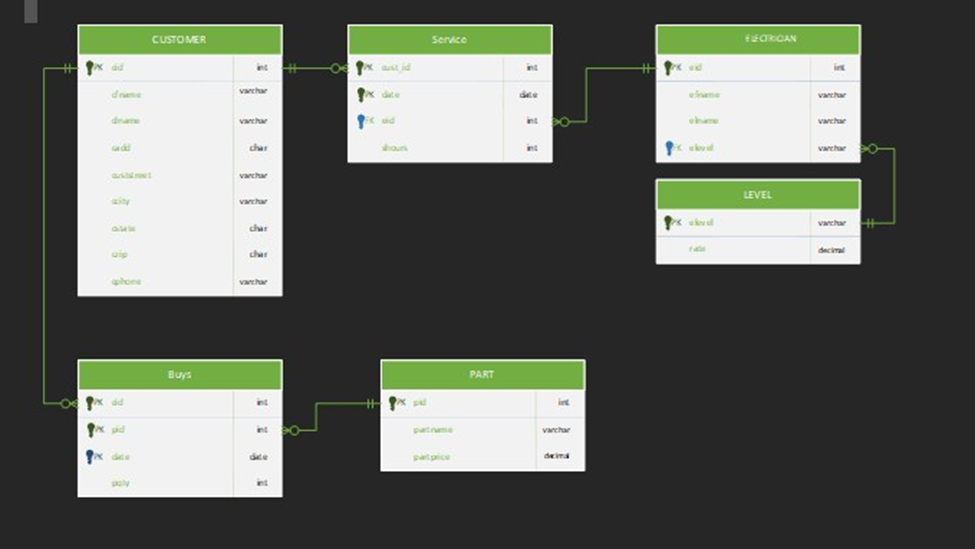 CUSTOMER
PK cid int
cfname varchar
clname varchar
cadd char
custstreet varchar
ccity varchar
cstate char
czip char
cphone varchar
Service
PK cust_id int
PK date date
FK eid int
shours int
ELECTRICIAN
PK eid int
efname varchar
elname varchar
FK elevel varchar
LEVEL
PK elevel varchar
rate decimal
Buys
PK cid int
PK pid int
PK date date
pqty int
PART
PK pid int
partname varchar
partprice decimal